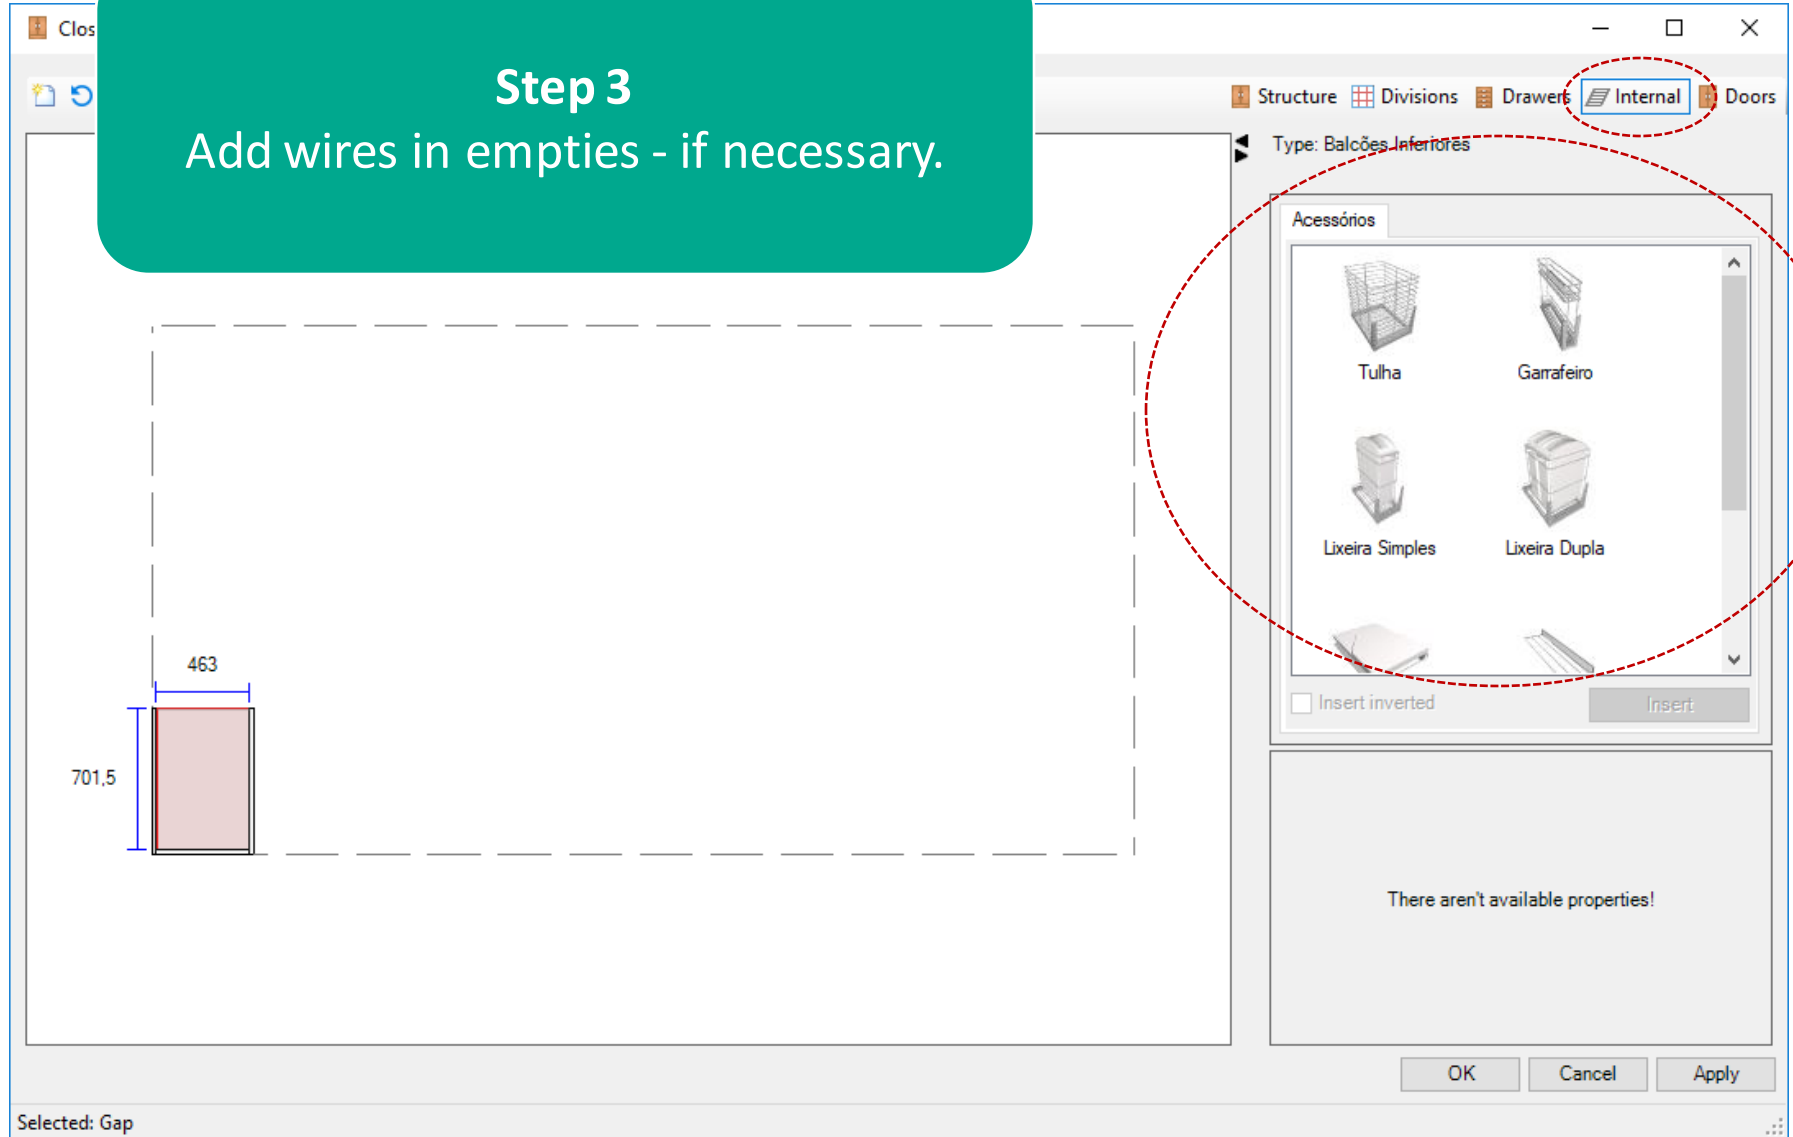 Clos
Step 3
Add wires in empties - if necessary.
Structure Divisions Drawers Internal Doors
Type: Balcões Inferiores
Acessórios
Tulha Garrafeiro
Lixeira Simples Lixeira Dupla
Insert inverted Insert
463
701,5
There aren't available properties!
OK Cancel Apply
Selected: Gap